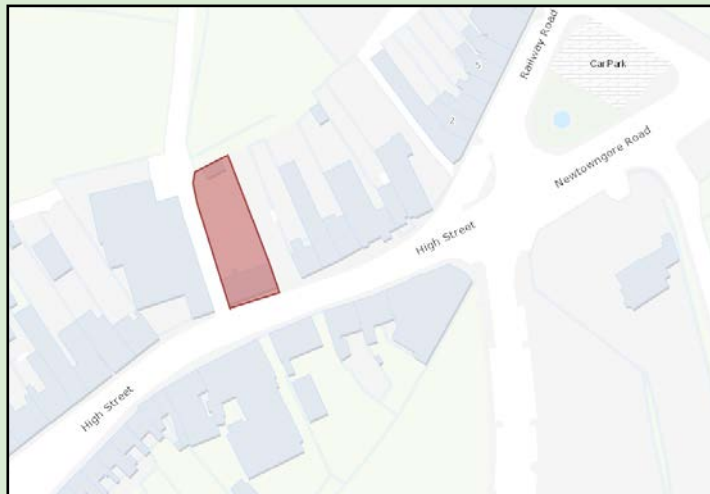 Railway Road
Car Park
5
2
Newtowngore Road
High Street
High Street